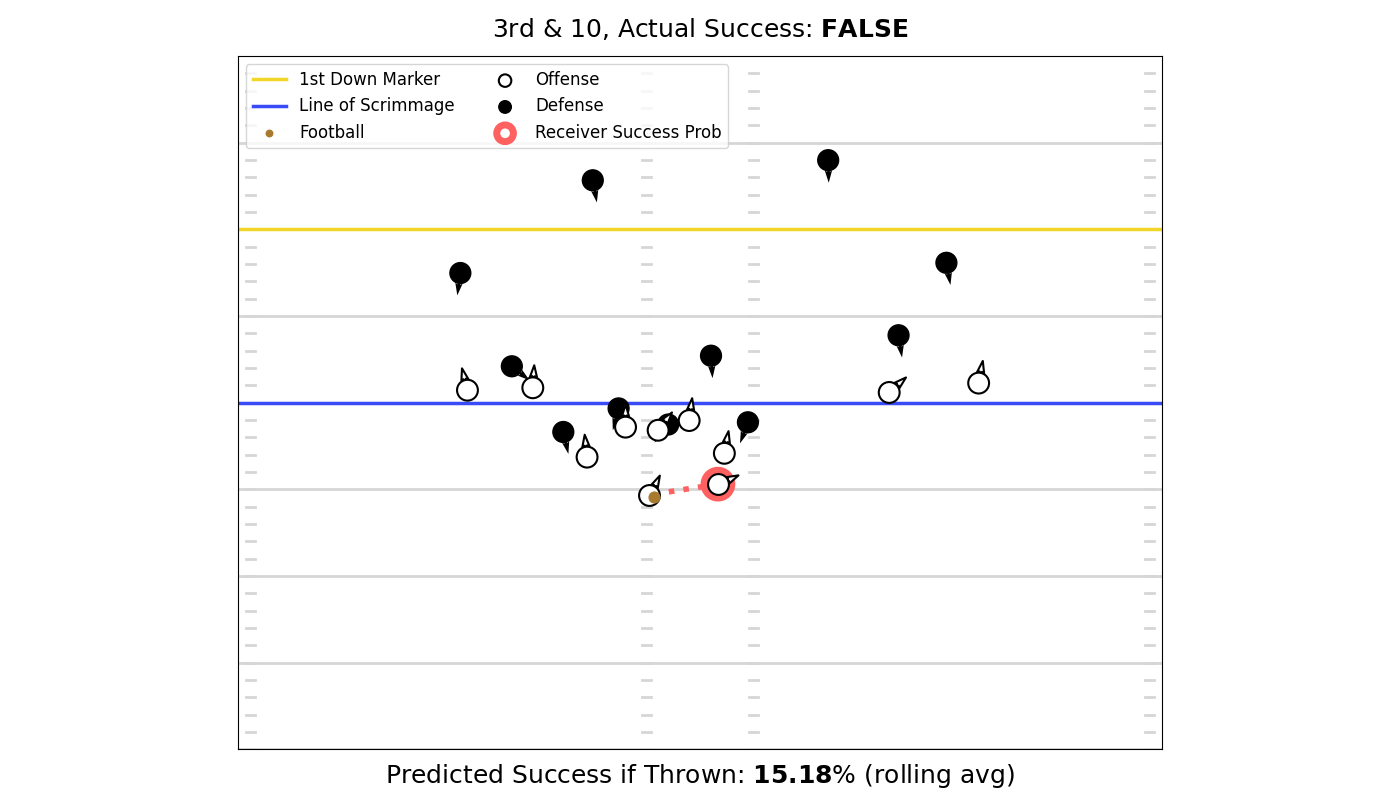 3rd & 10, Actual Success: FALSE
1st Down Marker
Line of Scrimmage
Football
Offense
Defense
Receiver Success Prob
Predicted Success if Thrown: 15.18% (rolling avg)